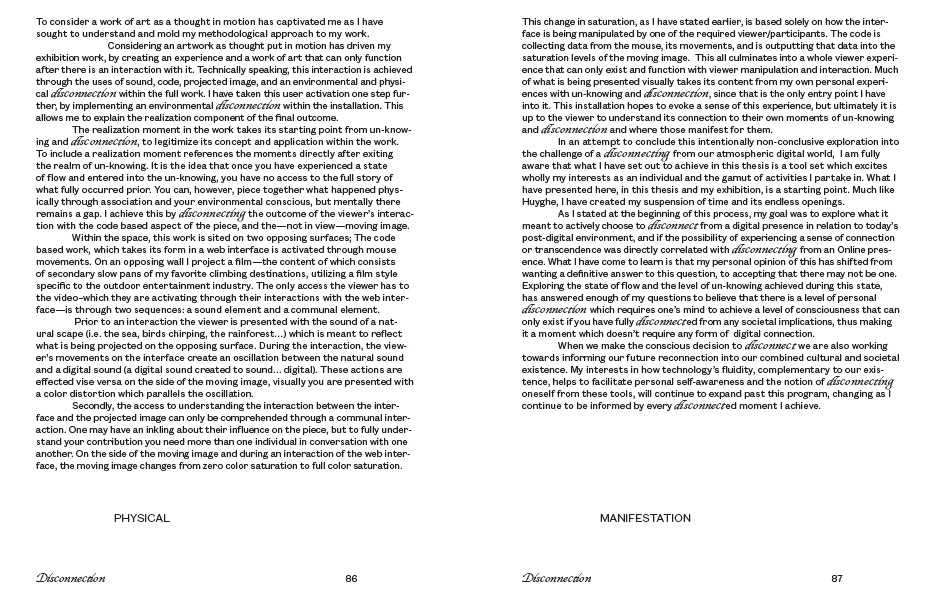 To consider a work of art as a thought in motion has captivated me as I have
sought to understand and mold my methodological approach to my work.
Considering an artwork as thought put in motion has driven my
exhibition work, by creating an experience and a work of art that can only function
after there is an interaction with it. Technically speaking, this interaction is achieved
through the uses of sound, code, projected image, and an environmental and physi-
cal disconnection within the full work. I have taken this user activation one step fur-
ther, by implementing an environmental disconnection within the installation. This
allows me to explain the realization component of the final outcome.
The realization moment in the work takes its starting point from un-know-
ing and disconnection, to legitimize its concept and application within the work.
To include a realization moment references the moments directly after exiting
the realm of un-knowing. It is the idea that once you have experienced a state
of flow and entered into the un-knowing, you have no access to the full story of
what fully occurred prior. You can, however, piece together what happened phys-
ically through association and your environmental conscious, but mentally there
remains a gap. I achieve this by disconnecting the outcome of the viewer's interac-
tion with the code based aspect of the piece, and the—not in view—moving image.
Within the space, this work is sited on two opposing surfaces; The code
based work, which takes its form in a web interface is activated through mouse
movements. On an opposing wall I project a film—the content of which consists
of secondary slow pans of my favorite climbing destinations, utilizing a film style
specific to the outdoor entertainment industry. The only access the viewer has to
the video–which they are activating through their interactions with the web inter-
face—is through two sequences: a sound element and a communal element.
Prior to an interaction the viewer is presented with the sound of a nat-
ural scape (i.e. the sea, birds chirping, the rainforest...) which is meant to reflect
what is being projected on the opposing surface. During the interaction, the view-
er's movements on the interface create an oscillation between the natural sound
and a digital sound (a digital sound created to sound... digital). These actions are
effected vise versa on the side of the moving image, visually you are presented with
a color distortion which parallels the oscillation.
Secondly, the access to understanding the interaction between the inter-
face and the projected image can only be comprehended through a communal inter-
action. One may have an inkling about their influence on the piece, but to fully under-
stand your contribution you need more than one individual in conversation with one
another. On the side of the moving image and during an interaction of the web inter-
face, the moving image changes from zero color saturation to full color saturation.
PHYSICAL
Disconnection
86
This change in saturation, as I have stated earlier, is based solely on how the inter-
face is being manipulated by one of the required viewer/participants. The code is
collecting data from the mouse, its movements, and is outputting that data into the
saturation levels of the moving image. This all culminates into a whole viewer experi-
ence that can only exist and function with viewer manipulation and interaction. Much
of what is being presented visually takes its content from my own personal experi-
ences with un-knowing and disconnection, since that is the only entry point I have
into it. This installation hopes to evoke a sense of this experience, but ultimately it is
up to the viewer to understand its connection to their own moments of un-knowing
and disconnection and where those manifest for them.
In an attempt to conclude this intentionally non-conclusive exploration into
the challenge of a disconnecting from our atmospheric digital world, I am fully
aware that what I have set out to achieve in this thesis is a tool set which excites
wholly my interests as an individual and the gamut of activities I partake in. What I
have presented here, in this thesis and my exhibition, is a starting point. Much like
Huyghe, I have created my suspension of time and its endless openings.
As I stated at the beginning of this process, my goal was to explore what it
meant to actively choose to disconnect from a digital presence in relation to today's
post-digital environment, and if the possibility of experiencing a sense of connection
or transcendence was directly correlated with disconnecting from an Online pres-
ence. What I have come to learn is that my personal opinion of this has shifted from
wanting a definitive answer to this question, to accepting that there may not be one.
Exploring the state of flow and the level of un-knowing achieved during this state,
has answered enough of my questions to believe that there is a level of personal
disconnection which requires one's mind to achieve a level of consciousness that can
only exist if you have fully disconnected from any societal implications, thus making
it a moment which doesn't require any form of digital connection.
When we make the conscious decision to disconnect we are also working
towards informing our future reconnection into our combined cultural and societal
existence. My interests in how technology's fluidity, complementary to our exis-
tence, helps to facilitate personal self-awareness and the notion of disconnecting
oneself from these tools, will continue to expand past this program, changing as I
continue to be informed by every disconnected moment I achieve.
MANIFESTATION
Disconnection
87